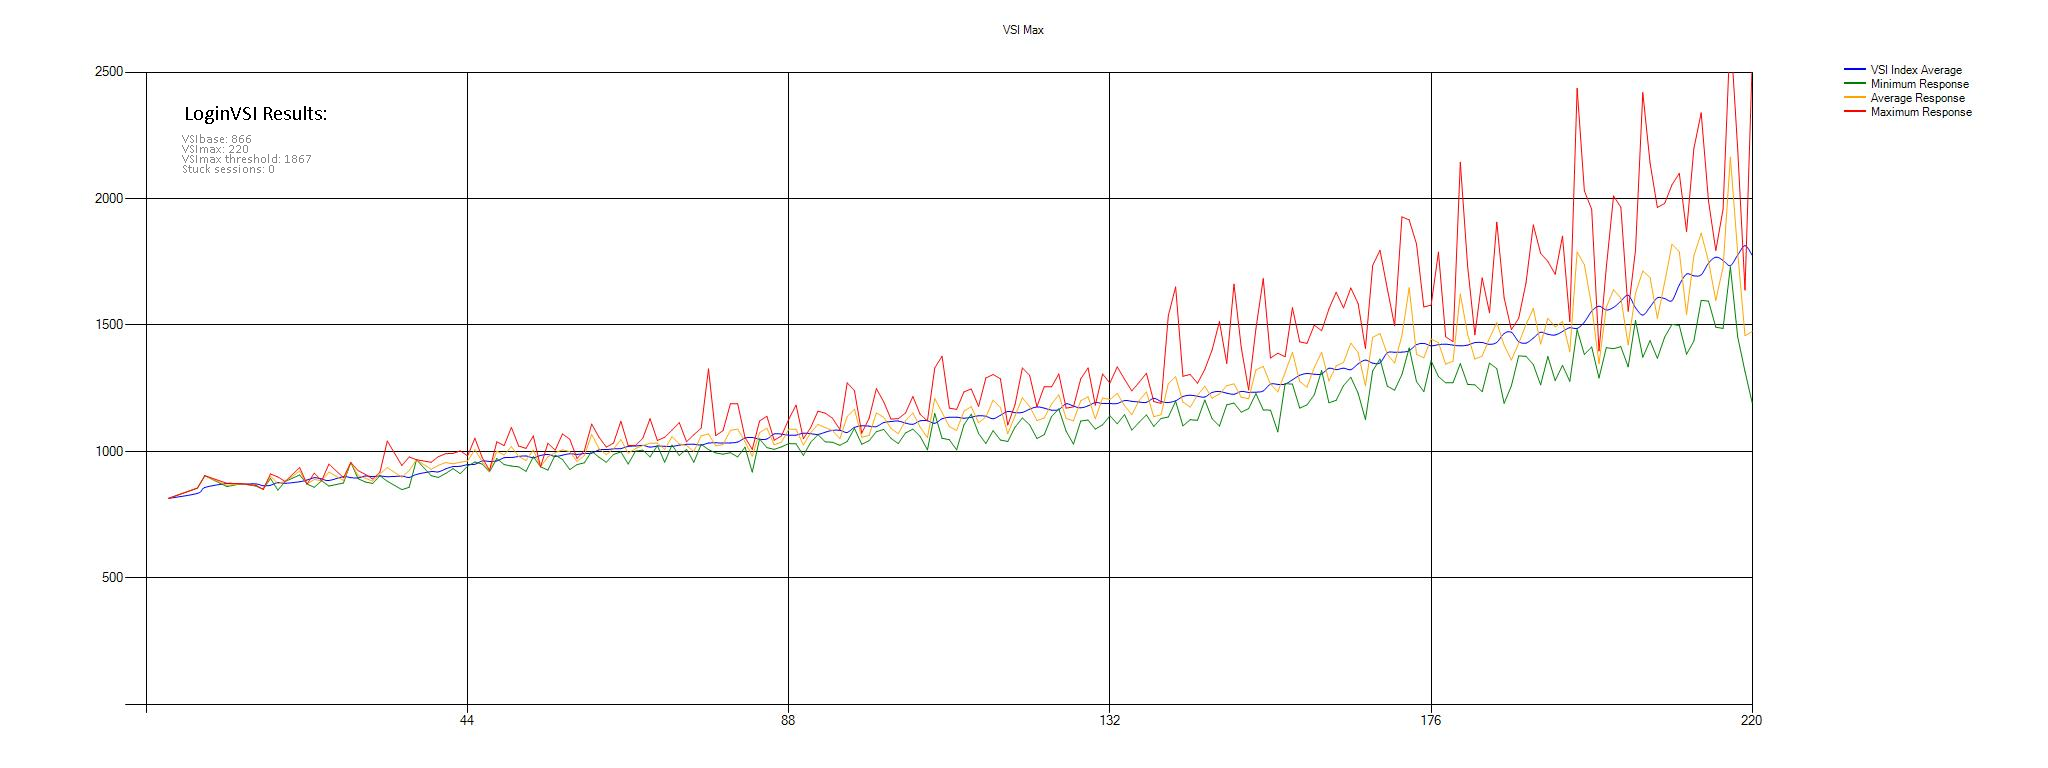 VSI Max
2500
2000
1500
1000
500
LoginVSI Results:
VSIbase: 866
VSImax: 220
VSImax threshold: 1867
Stuck sessions: 0
44
88
132
176
220
VSI Index Average
Minimum Response
Average Response
Maximum Response